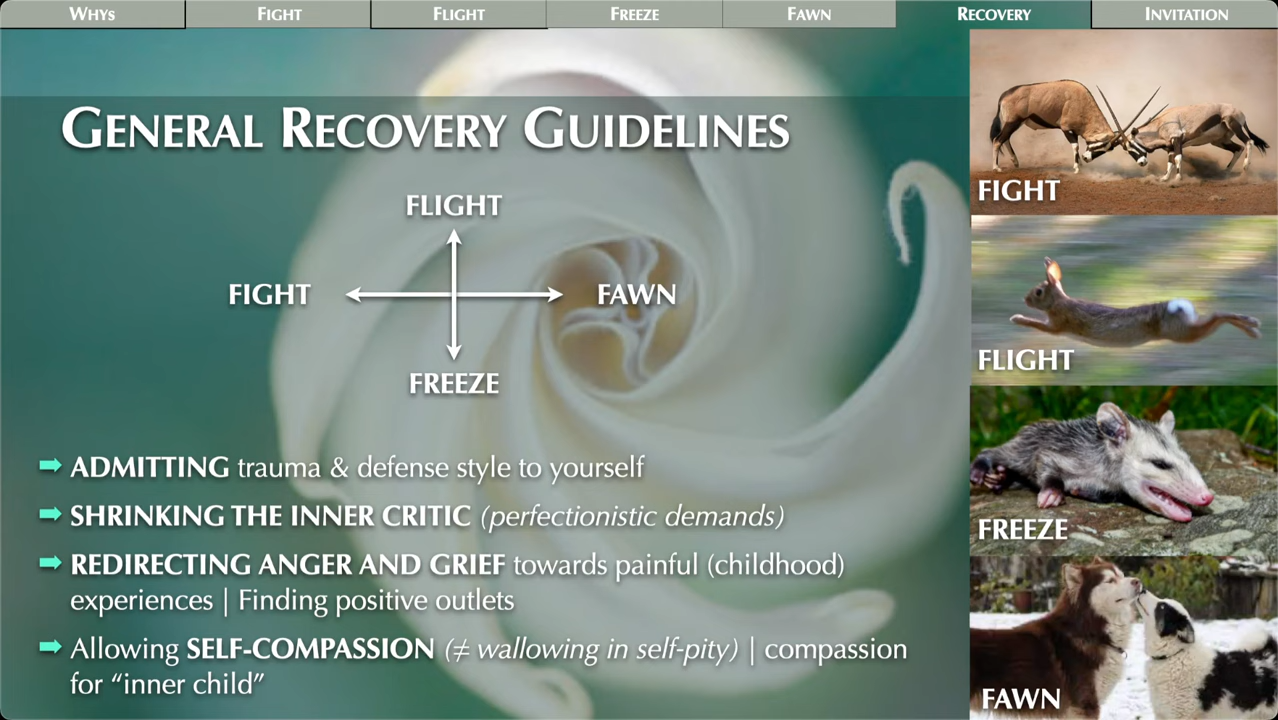 WHYS
FIGHT
FLIGHT
FREEZE
FAWN
RECOVERY
INVITATION
GENERAL RECOVERY GUIDELINES
FLIGHT
FIGHT
FAWN
FREEZE
➡ ADMITTING trauma & defense style to yourself
➡ SHRINKING THE INNER CRITIC (perfectionistic demands)
➡ REDIRECTING ANGER AND GRIEF towards painful (childhood)
experiences | Finding positive outlets
➡ Allowing SELF-COMPASSION (≠ wallowing in self-pity) | compassion
for “inner child”
FIGHT
FLIGHT
FREEZE
FAWN